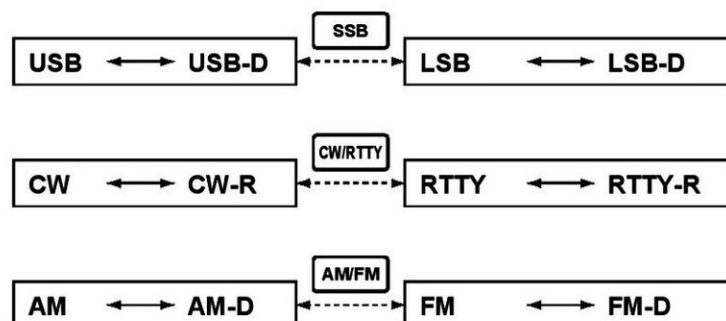 SSB
USB USB-D LSB LSB-D
CW/RTTY
CW CW-R RTTY RTTY-R
AM/FM
AM AM-D FM FM-D